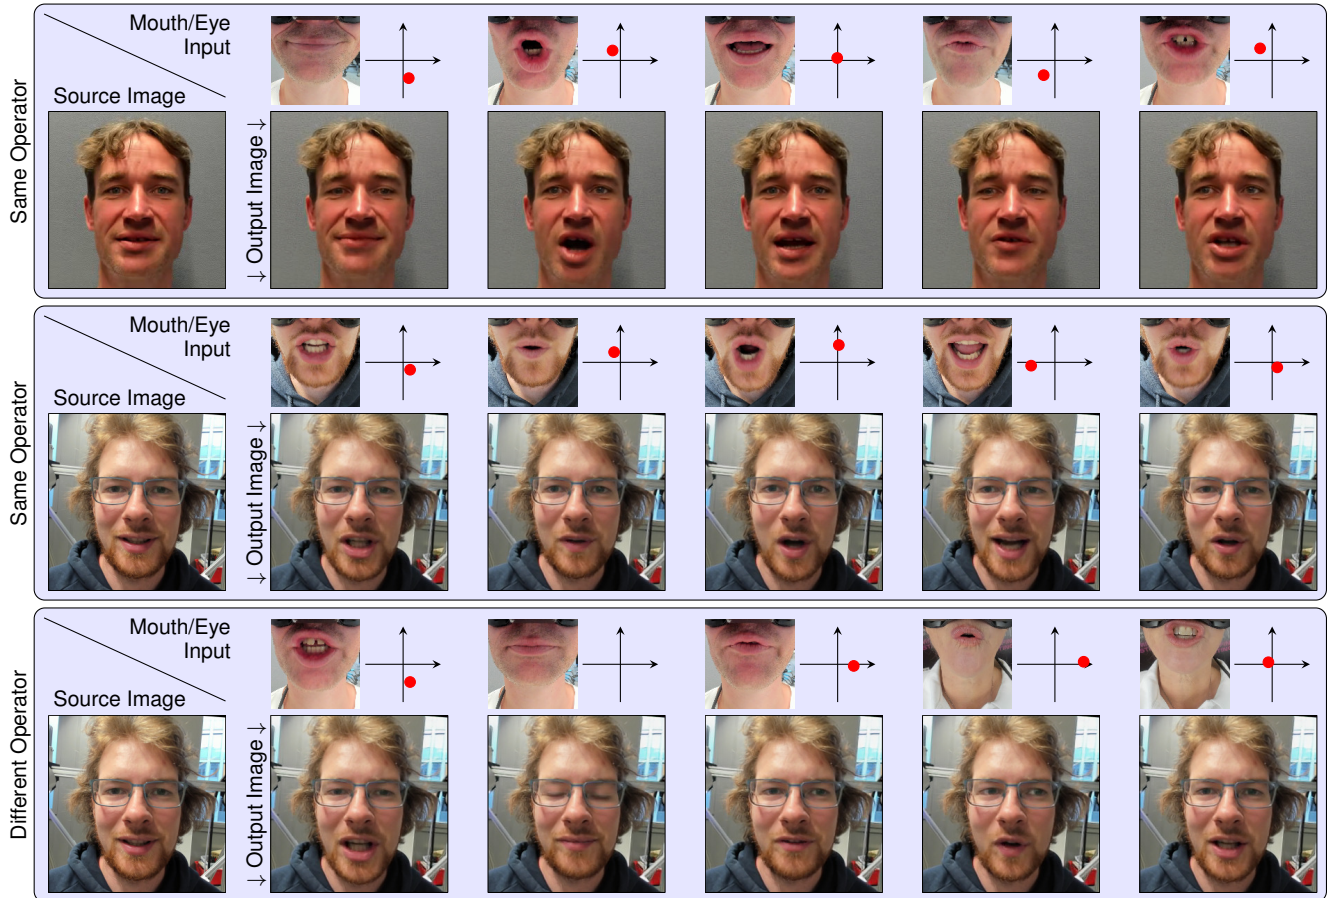 Same Operator
Mouth/Eye
Input
Source Image
↓ Output Image ↓
Same Operator
Mouth/Eye
Input
Source Image
↓ Output Image ↓
Different Operator
Mouth/Eye
Input
Source Image
↓ Output Image ↓